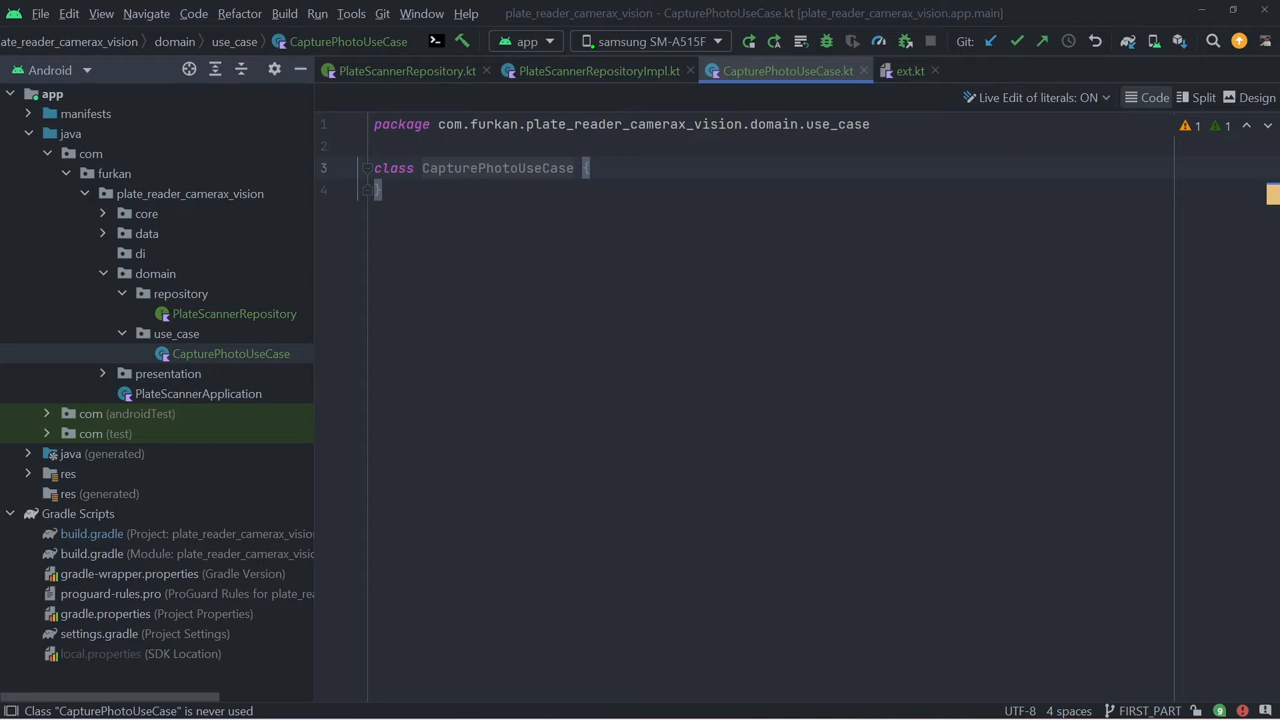 File Edit View Navigate Code Refactor Build Run Tools Git Window Help plate_reader_camerax_vision - CapturePhotoUseCase.kt [plate_reader_camerax_vision.app.main]
ate_reader_camerax_vision domain use_case CapturePhotoUseCase app samsung SM-A515F Git:
Android PlateScannerRepository.kt PlateScannerRepositoryImpl.kt CapturePhotoUseCase.kt ext.kt
Live Edit of literals: ON Code Split Design
app
manifests
java
com
furkan
plate_reader_camerax_vision
core
data
di
domain
repository
PlateScannerRepository
use_case
CapturePhotoUseCase
presentation
PlateScannerApplication
com (androidTest)
com (test)
java (generated)
res
res (generated)
Gradle Scripts
build.gradle (Project: plate_reader_camerax_vision
build.gradle (Module: plate_reader_camerax_vision
gradle-wrapper.properties (Gradle Version)
proguard-rules.pro (ProGuard Rules for plate_rea
gradle.properties (Project Properties)
settings.gradle (Project Settings)
local.properties (SDK Location)
1 package com.furkan.plate_reader_camerax_vision.domain.use_case
2
3 class CapturePhotoUseCase {
4 }
1 1
Class "CapturePhotoUseCase" is never used UTF-8 4 spaces FIRST_PART 9